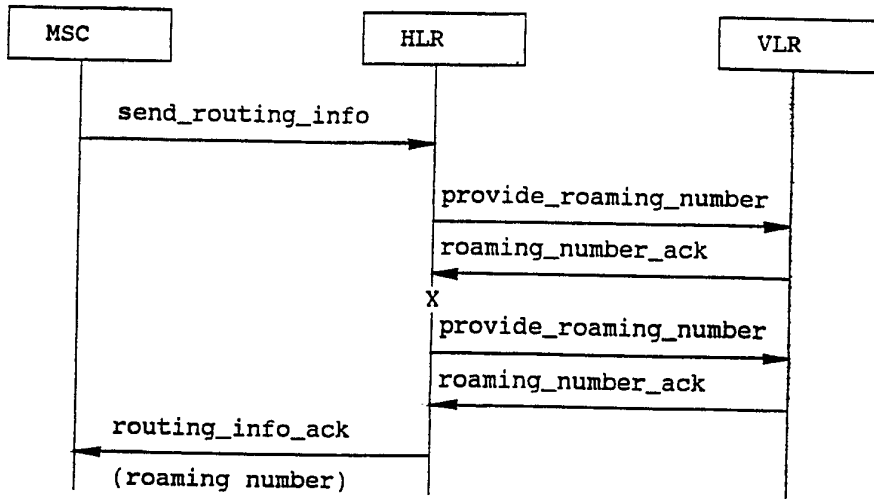 MSC
HLR
VLR
send_routing_info
provide_roaming_number
roaming_number_ack
X
provide_roaming_number
roaming_number_ack
routing_info_ack
(roaming number)